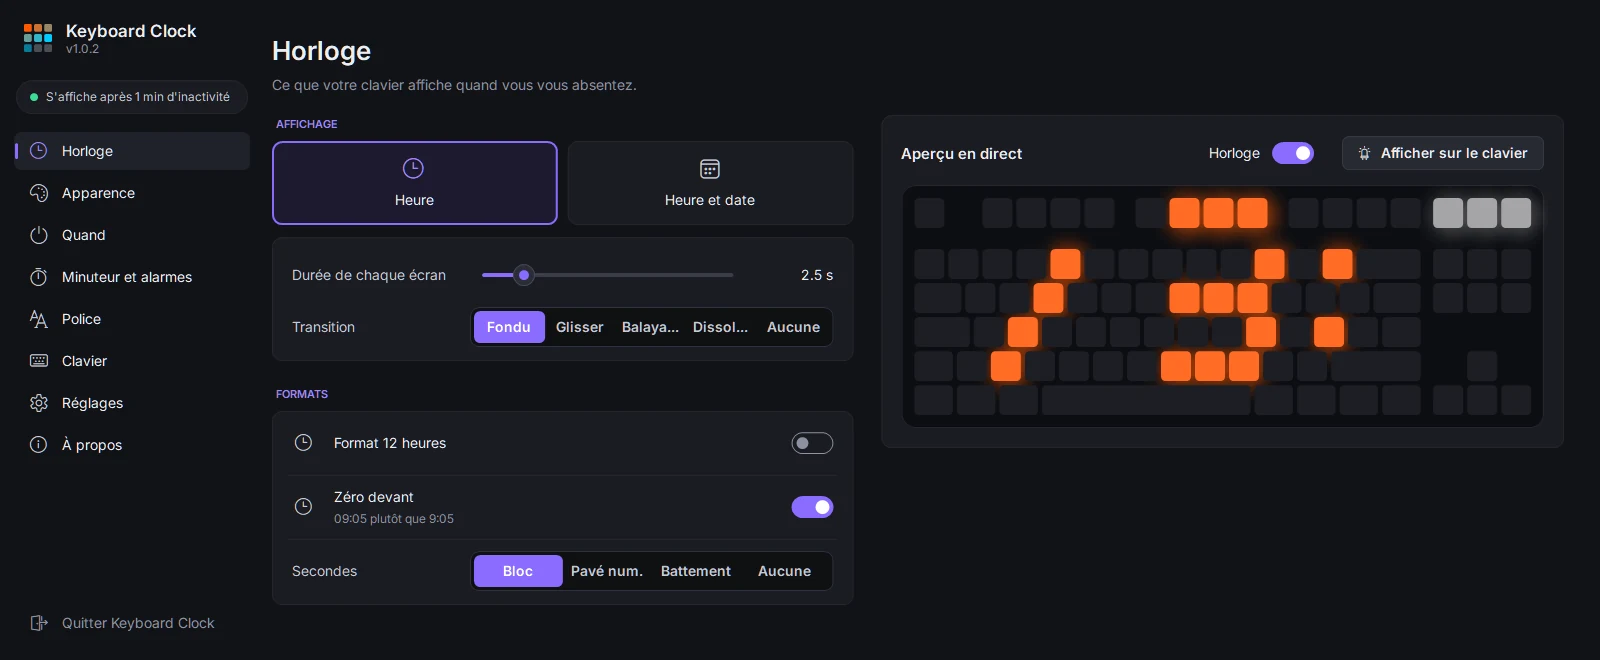 Keyboard Clock
v1.0.2
S'affiche après 1 min d'inactivité
Horloge
Apparence
Quand
Minuteur et alarmes
Police
Clavier
Réglages
À propos
Quitter Keyboard Clock
Horloge
Ce que votre clavier affiche quand vous vous absentez.
AFFICHAGE
Heure
Heure et date
Durée de chaque écran
2.5 s
Transition
Fondu
Glisser
Balaya...
Dissol...
Aucune
FORMATS
Format 12 heures
Zéro devant
09:05 plutôt que 9:05
Secondes
Bloc
Pavé num.
Battement
Aucune
Aperçu en direct
Horloge
Afficher sur le clavier